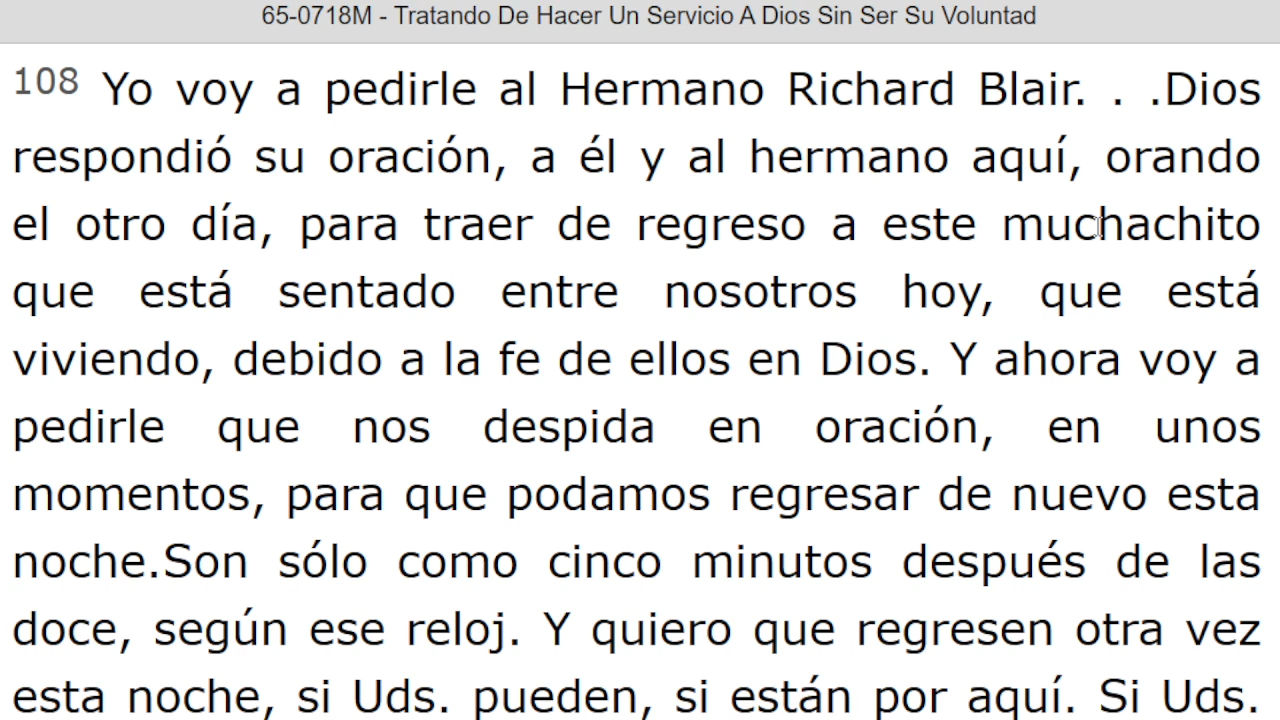 65-0718M - Tratando De Hacer Un Servicio A Dios Sin Ser Su Voluntad
108 Yo voy a pedirle al Hermano Richard Blair. . .Dios
respondió su oración, a él y al hermano aquí, orando
el otro día, para traer de regreso a este muchachito
que está sentado entre nosotros hoy, que está
viviendo, debido a la fe de ellos en Dios. Y ahora voy a
pedirle que nos despida en oración, en unos
momentos, para que podamos regresar de nuevo esta
noche.Son sólo como cinco minutos después de las
doce, según ese reloj. Y quiero que regresen otra vez
esta noche, si Uds. pueden, si están por aquí. Si Uds.